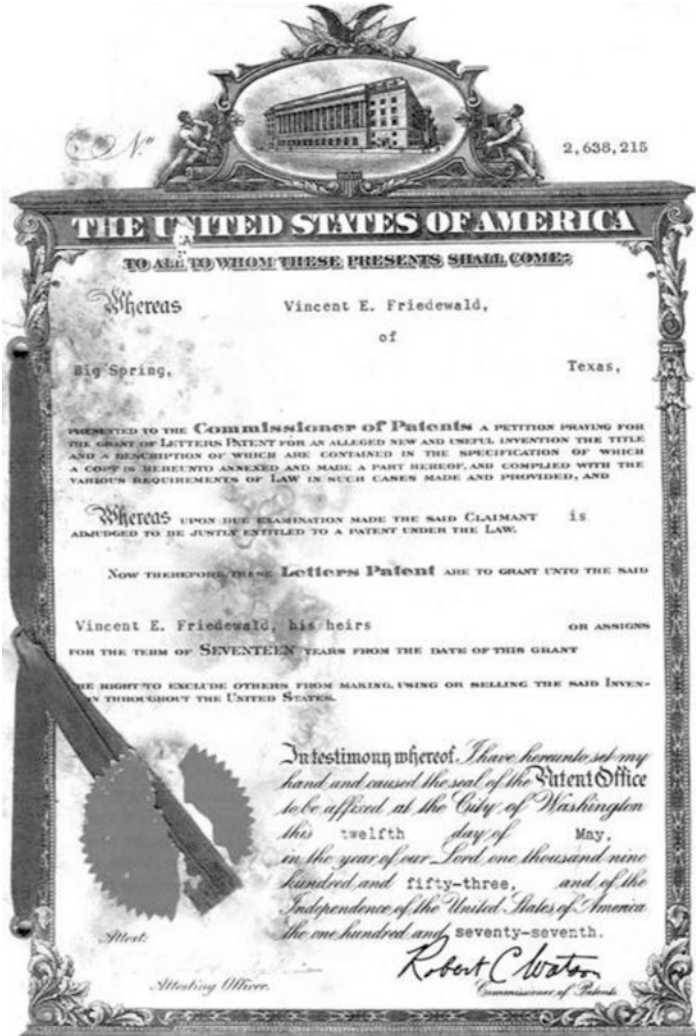 No
2,638,215
THE UNITED STATES OF AMERICA
TO ALL TO WHOM THESE PRESENTS SHALL COME:
Whereas Vincent E. Friedewald,
of
Big Spring, Texas,
PRESENTED TO THE Commissioner of Patents A PETITION PRAYING FOR
THE GRANT OF LETTERS PATENT FOR AN ALLEGED NEW AND USEFUL INVENTION THE TITLE
AND A DESCRIPTION OF WHICH ARE CONTAINED IN THE SPECIFICATION OF WHICH
A COPY IS HEREUNTO ANNEXED AND MADE A PART HEREOF, AND COMPLIED WITH THE
VARIOUS REQUIREMENTS OF LAW IN SUCH CASES MADE AND PROVIDED, AND
Whereas UPON DUE EXAMINATION MADE THE SAID CLAIMANT is
ADJUDGED TO BE JUSTLY ENTITLED TO A PATENT UNDER THE LAW.
NOW THEREFORE THESE Letters Patent ARE TO GRANT UNTO THE SAID
Vincent E. Friedewald, his heirs OR ASSIGNS
FOR THE TERM OF SEVENTEEN YEARS FROM THE DATE OF THIS GRANT
RIGHT TO EXCLUDE OTHERS FROM MAKING, USING OR SELLING THE SAID INVEN-
THROUGHOUT THE UNITED STATES.
In testimony whereof I have hereunto set my
hand and caused the seal of the Patent Office
to be affixed at the City of Washington
this twelfth day of May,
in the year of our Lord one thousand nine
hundred and fifty-three, and of the
Independence of the United States of America
the one hundred and seventy-seventh.
Attest:
Robert C Watson
Attesting Officer. Commissioner of Patents.